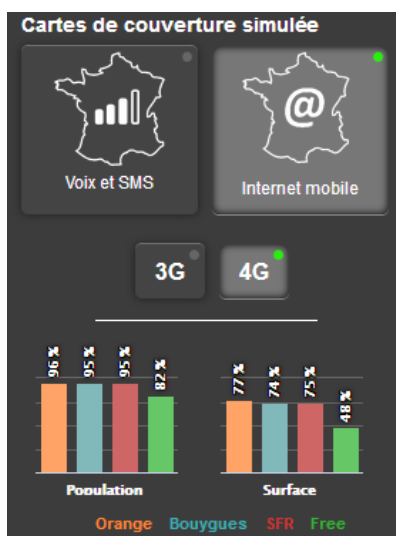 Cartes de couverture simulée
@
Voix et SMS
Internet mobile
3G
4G
96 %
95 %
95 %
82 %
77 %
74 %
75 %
48 %
Population
Surface
Orange Bouygues SFR Free